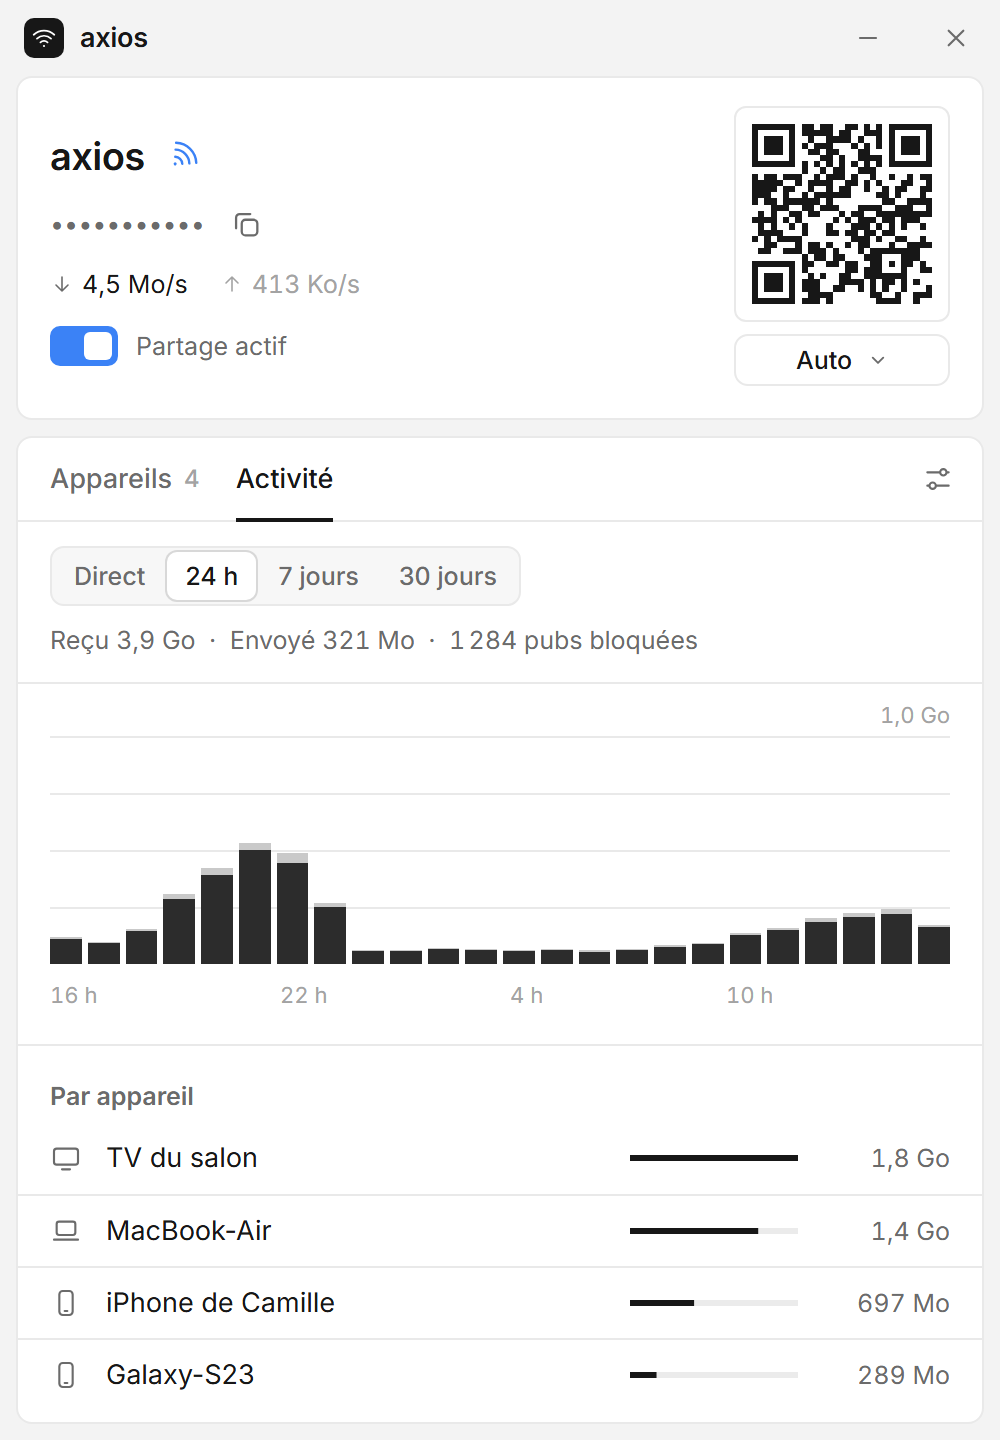 axios
axios
•••••••••••
↓ 4,5 Mo/s ↑ 413 Ko/s
Partage actif
Auto
Appareils 4 Activité
Direct 24 h 7 jours 30 jours
Reçu 3,9 Go · Envoyé 321 Mo · 1 284 pubs bloquées
1,0 Go
16 h 22 h 4 h 10 h
Par appareil
TV du salon 1,8 Go
MacBook-Air 1,4 Go
iPhone de Camille 697 Mo
Galaxy-S23 289 Mo